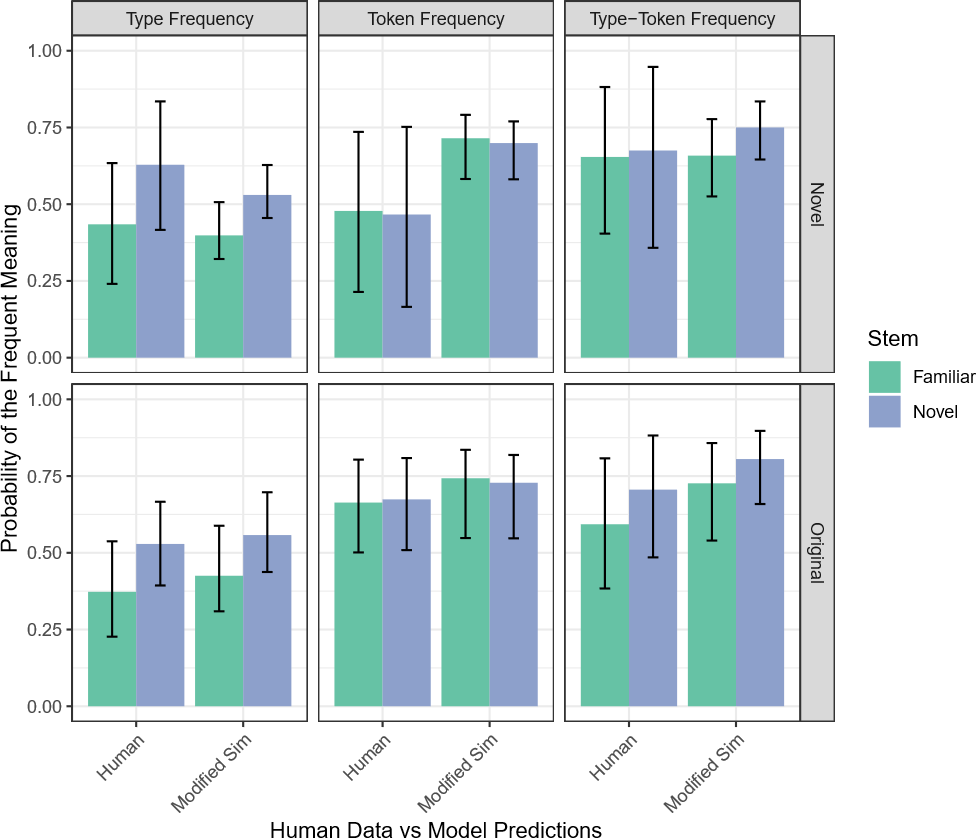 Type Frequency
Token Frequency
Type−Token Frequency
Probability of the Frequent Meaning
1.00
0.75
0.50
0.25
0.00
Novel
1.00
0.75
0.50
0.25
0.00
Original
Human
Modified Sim
Human
Modified Sim
Human
Modified Sim
Human Data vs Model Predictions
Stem
Familiar
Novel